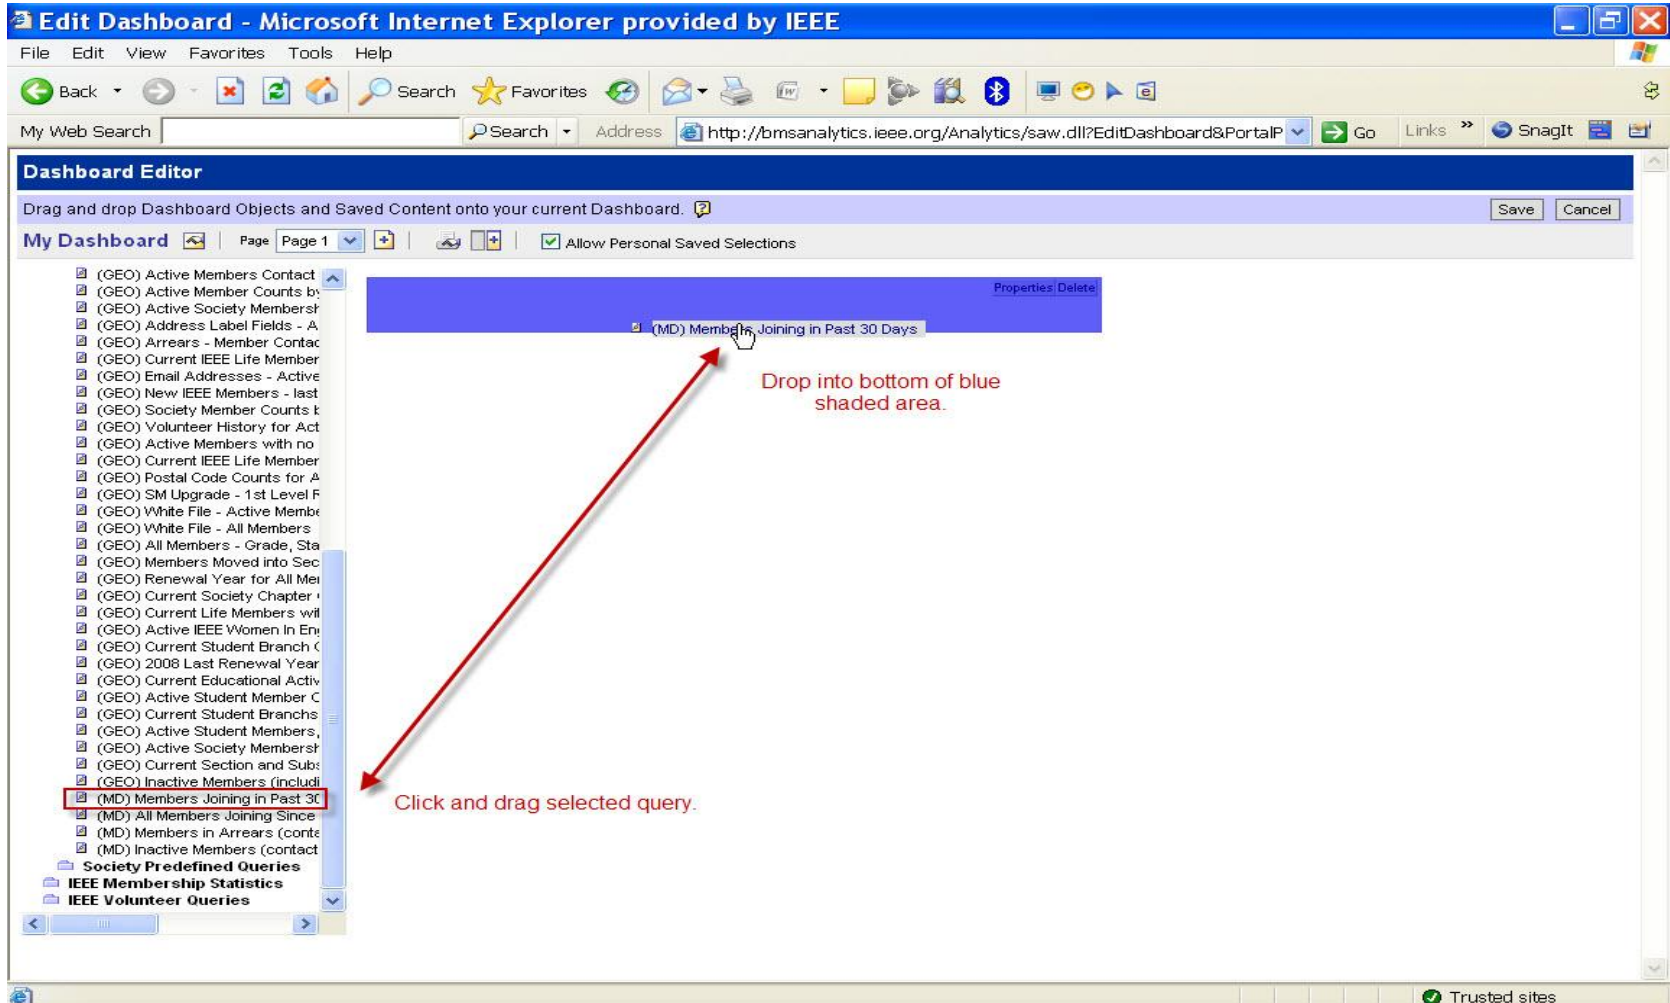 Edit Dashboard - Microsoft Internet Explorer provided by IEEE
File Edit View Favorites Tools Help
Back Search Favorites
My Web Search Search Address http://bmsanalytics.ieee.org/Analytics/saw.dll?EditDashboard&PortalP Go Links » SnagIt
Dashboard Editor
Drag and drop Dashboard Objects and Saved Content onto your current Dashboard. Save Cancel
My Dashboard Page Page 1 Allow Personal Saved Selections
(GEO) Active Members Contact
(GEO) Active Member Counts by
(GEO) Active Society Membersh
(GEO) Address Label Fields - A
(GEO) Arrears - Member Contac
(GEO) Current IEEE Life Member
(GEO) Email Addresses - Active
(GEO) New IEEE Members - last
(GEO) Society Member Counts b
(GEO) Volunteer History for Act
(GEO) Active Members with no
(GEO) Current IEEE Life Member
(GEO) Postal Code Counts for A
(GEO) SM Upgrade - 1st Level R
(GEO) White File - Active Membe
(GEO) White File - All Members
(GEO) All Members - Grade, Sta
(GEO) Members Moved into Sec
(GEO) Renewal Year for All Mer
(GEO) Current Society Chapter
(GEO) Current Life Members wit
(GEO) Active IEEE Women In En
(GEO) Current Student Branch C
(GEO) 2008 Last Renewal Year
(GEO) Current Educational Activ
(GEO) Active Student Member C
(GEO) Current Student Branchs
(GEO) Active Student Members,
(GEO) Active Society Membersh
(GEO) Current Section and Subs
(GEO) Inactive Members (includi
(MD) Members Joining in Past 30
(MD) All Members Joining Since
(MD) Members in Arrears (conta
(MD) Inactive Members (contact
Society Predefined Queries
IEEE Membership Statistics
IEEE Volunteer Queries
Properties Delete
(MD) Members Joining in Past 30 Days
Drop into bottom of blue
shaded area.
Click and drag selected query.
Trusted sites